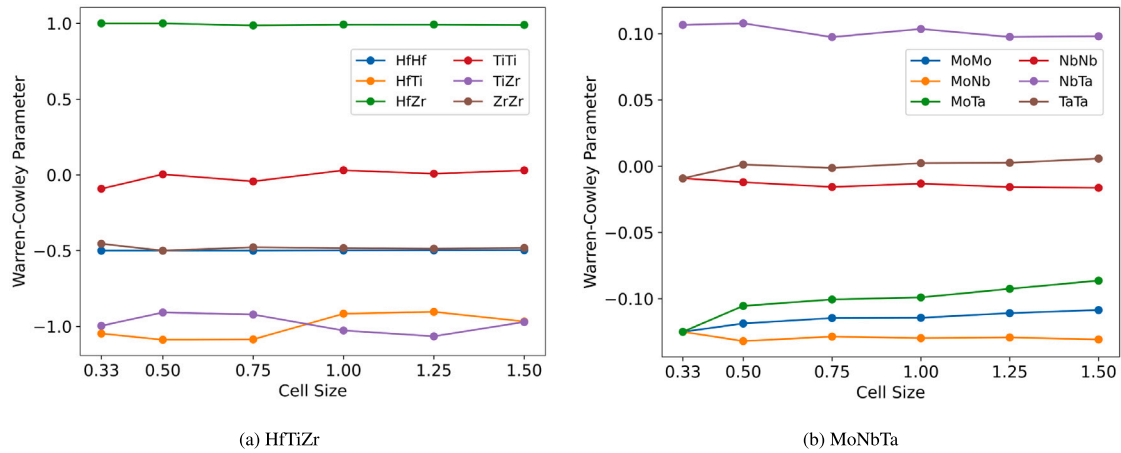 Warren-Cowley Parameter
1.0
0.5
0.0
−0.5
−1.0
HfHf
HfTi
HfZr
TiTi
TiZr
ZrZr
0.33 0.50 0.75 1.00 1.25 1.50
Cell Size
(a) HfTiZr
Warren-Cowley Parameter
0.10
0.05
0.00
−0.05
−0.10
MoMo
MoNb
MoTa
NbNb
NbTa
TaTa
0.33 0.50 0.75 1.00 1.25 1.50
Cell Size
(b) MoNbTa